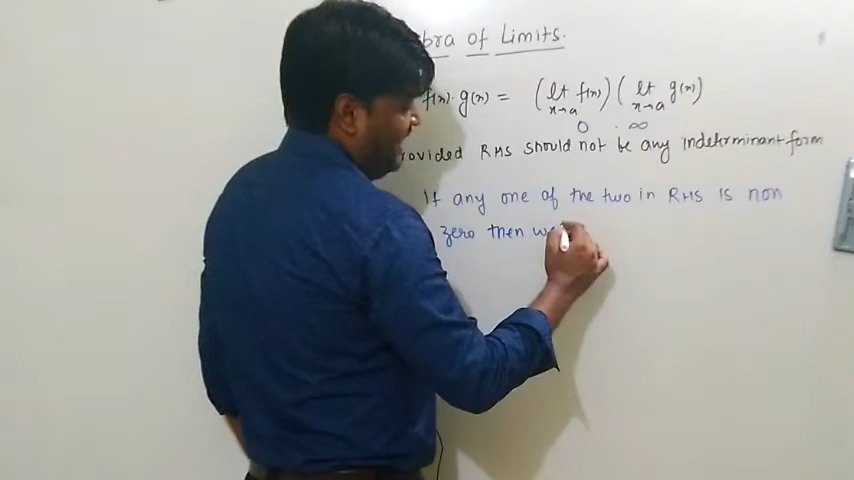 bra of Limits.
f(x). g(x) = (lt f(x)) (lt g(x))
x→a x→a
0 . ∞
rovided RHS should not be any indeterminant form
If any one of the two in RHS is non
zero then we